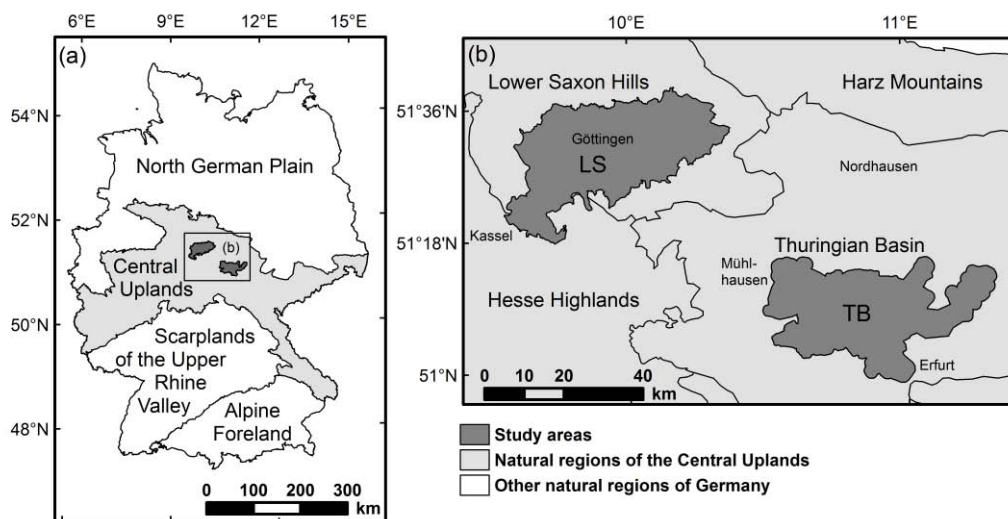 6°E 9°E 12°E 15°E
(a)
54°N
52°N
50°N
48°N
North German Plain
(b)
Central
Uplands
Scarplands
of the Upper
Rhine
Valley
Alpine
Foreland
0 100 200 300
km
10°E 11°E
(b)
51°36'N
51°18'N
51°N
Lower Saxon Hills
Harz Mountains
Göttingen
LS
Nordhausen
Kassel
Thuringian Basin
Mühl-
hausen
Hesse Highlands
TB
Erfurt
0 10 20 40
km
Study areas
Natural regions of the Central Uplands
Other natural regions of Germany